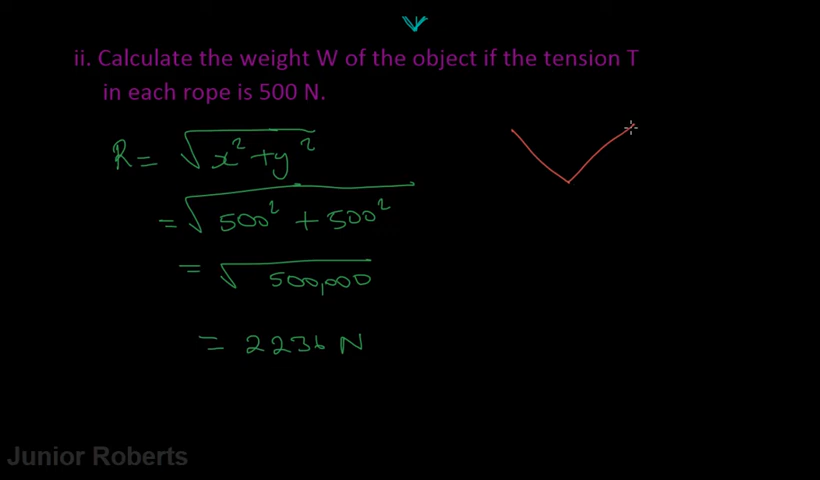 ii. Calculate the weight W of the object if the tension T
in each rope is 500 N.
R = √x² + y²
= √500² + 500²
= √500,000
= 2236 N
Junior Roberts